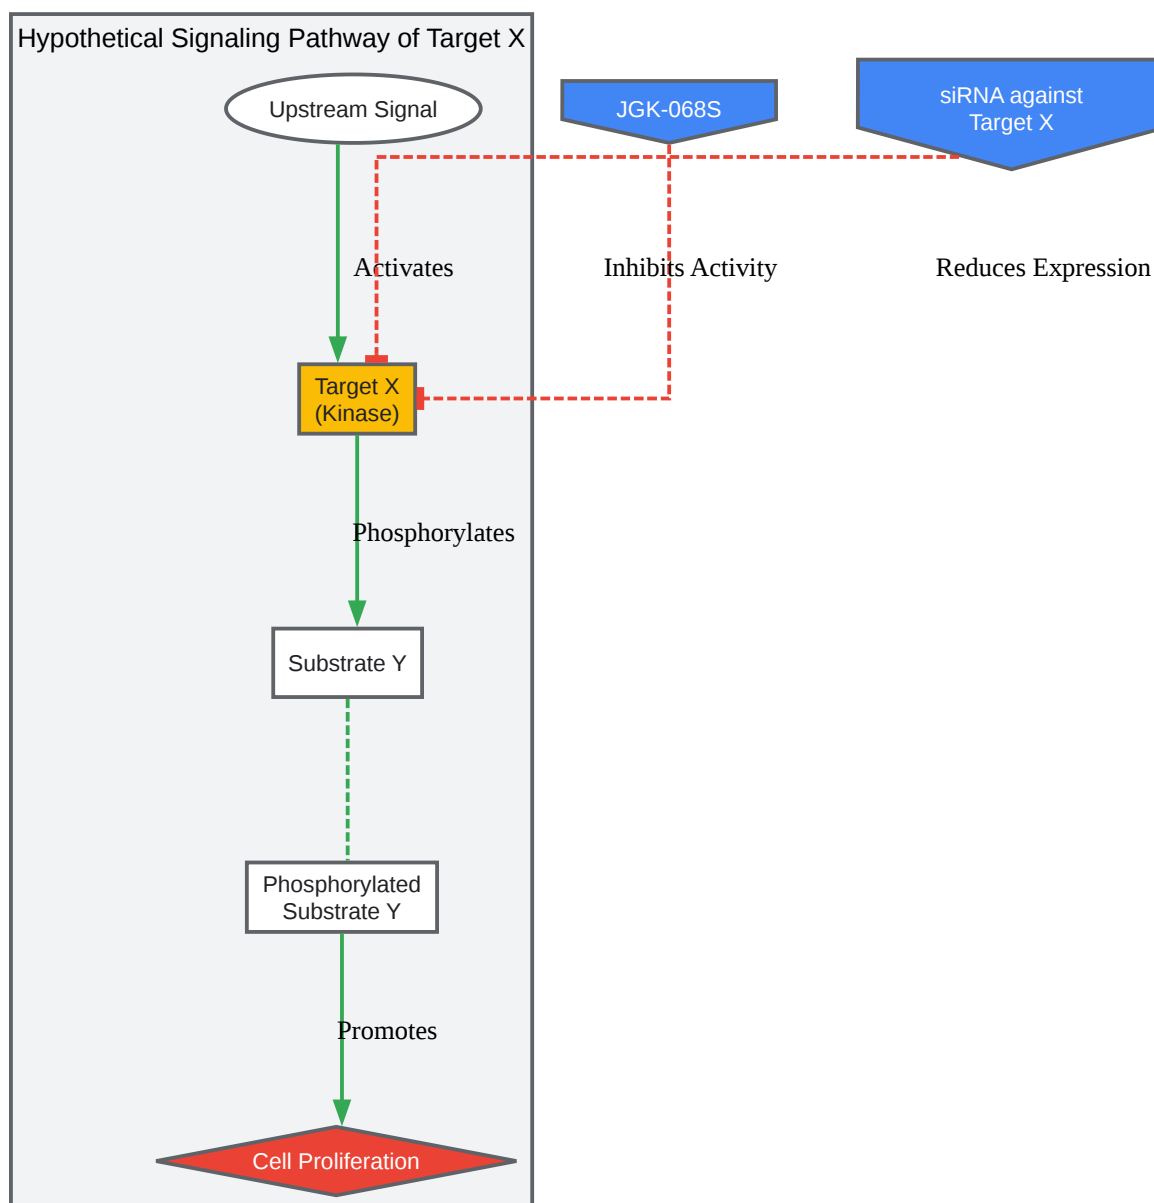 Hypothetical Signaling Pathway of Target X
Upstream Signal
JGK-068S
siRNA against
Target X
Activates
Inhibits Activity
Reduces Expression
Target X
(Kinase)
Phosphorylates
Substrate Y
Phosphorylated
Substrate Y
Promotes
Cell Proliferation